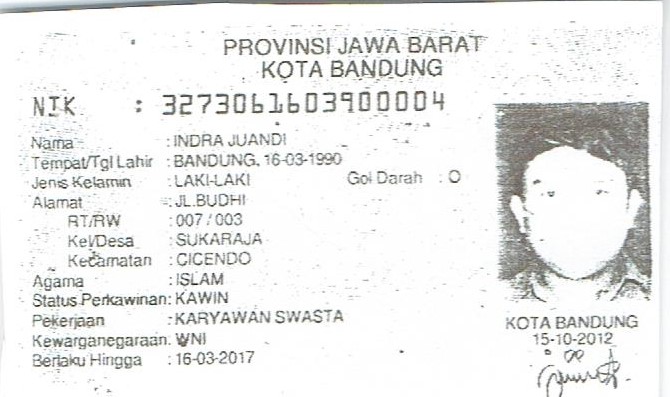 PROVINSI JAWA BARAT
KOTA BANDUNG
NIK : 3273061603900004
Nama : INDRA JUANDI
Tempat/Tgl Lahir : BANDUNG, 16-03-1990
Jenis Kelamin : LAKI-LAKI Gol Darah : O
Alamat : JL.BUDHI
RT/RW : 007 / 003
Kel/Desa : SUKARAJA
Kecamatan : CICENDO
Agama : ISLAM
Status Perkawinan: KAWIN
Pekerjaan : KARYAWAN SWASTA
Kewarganegaraan: WNI
Berlaku Hingga : 16-03-2017
KOTA BANDUNG
15-10-2012